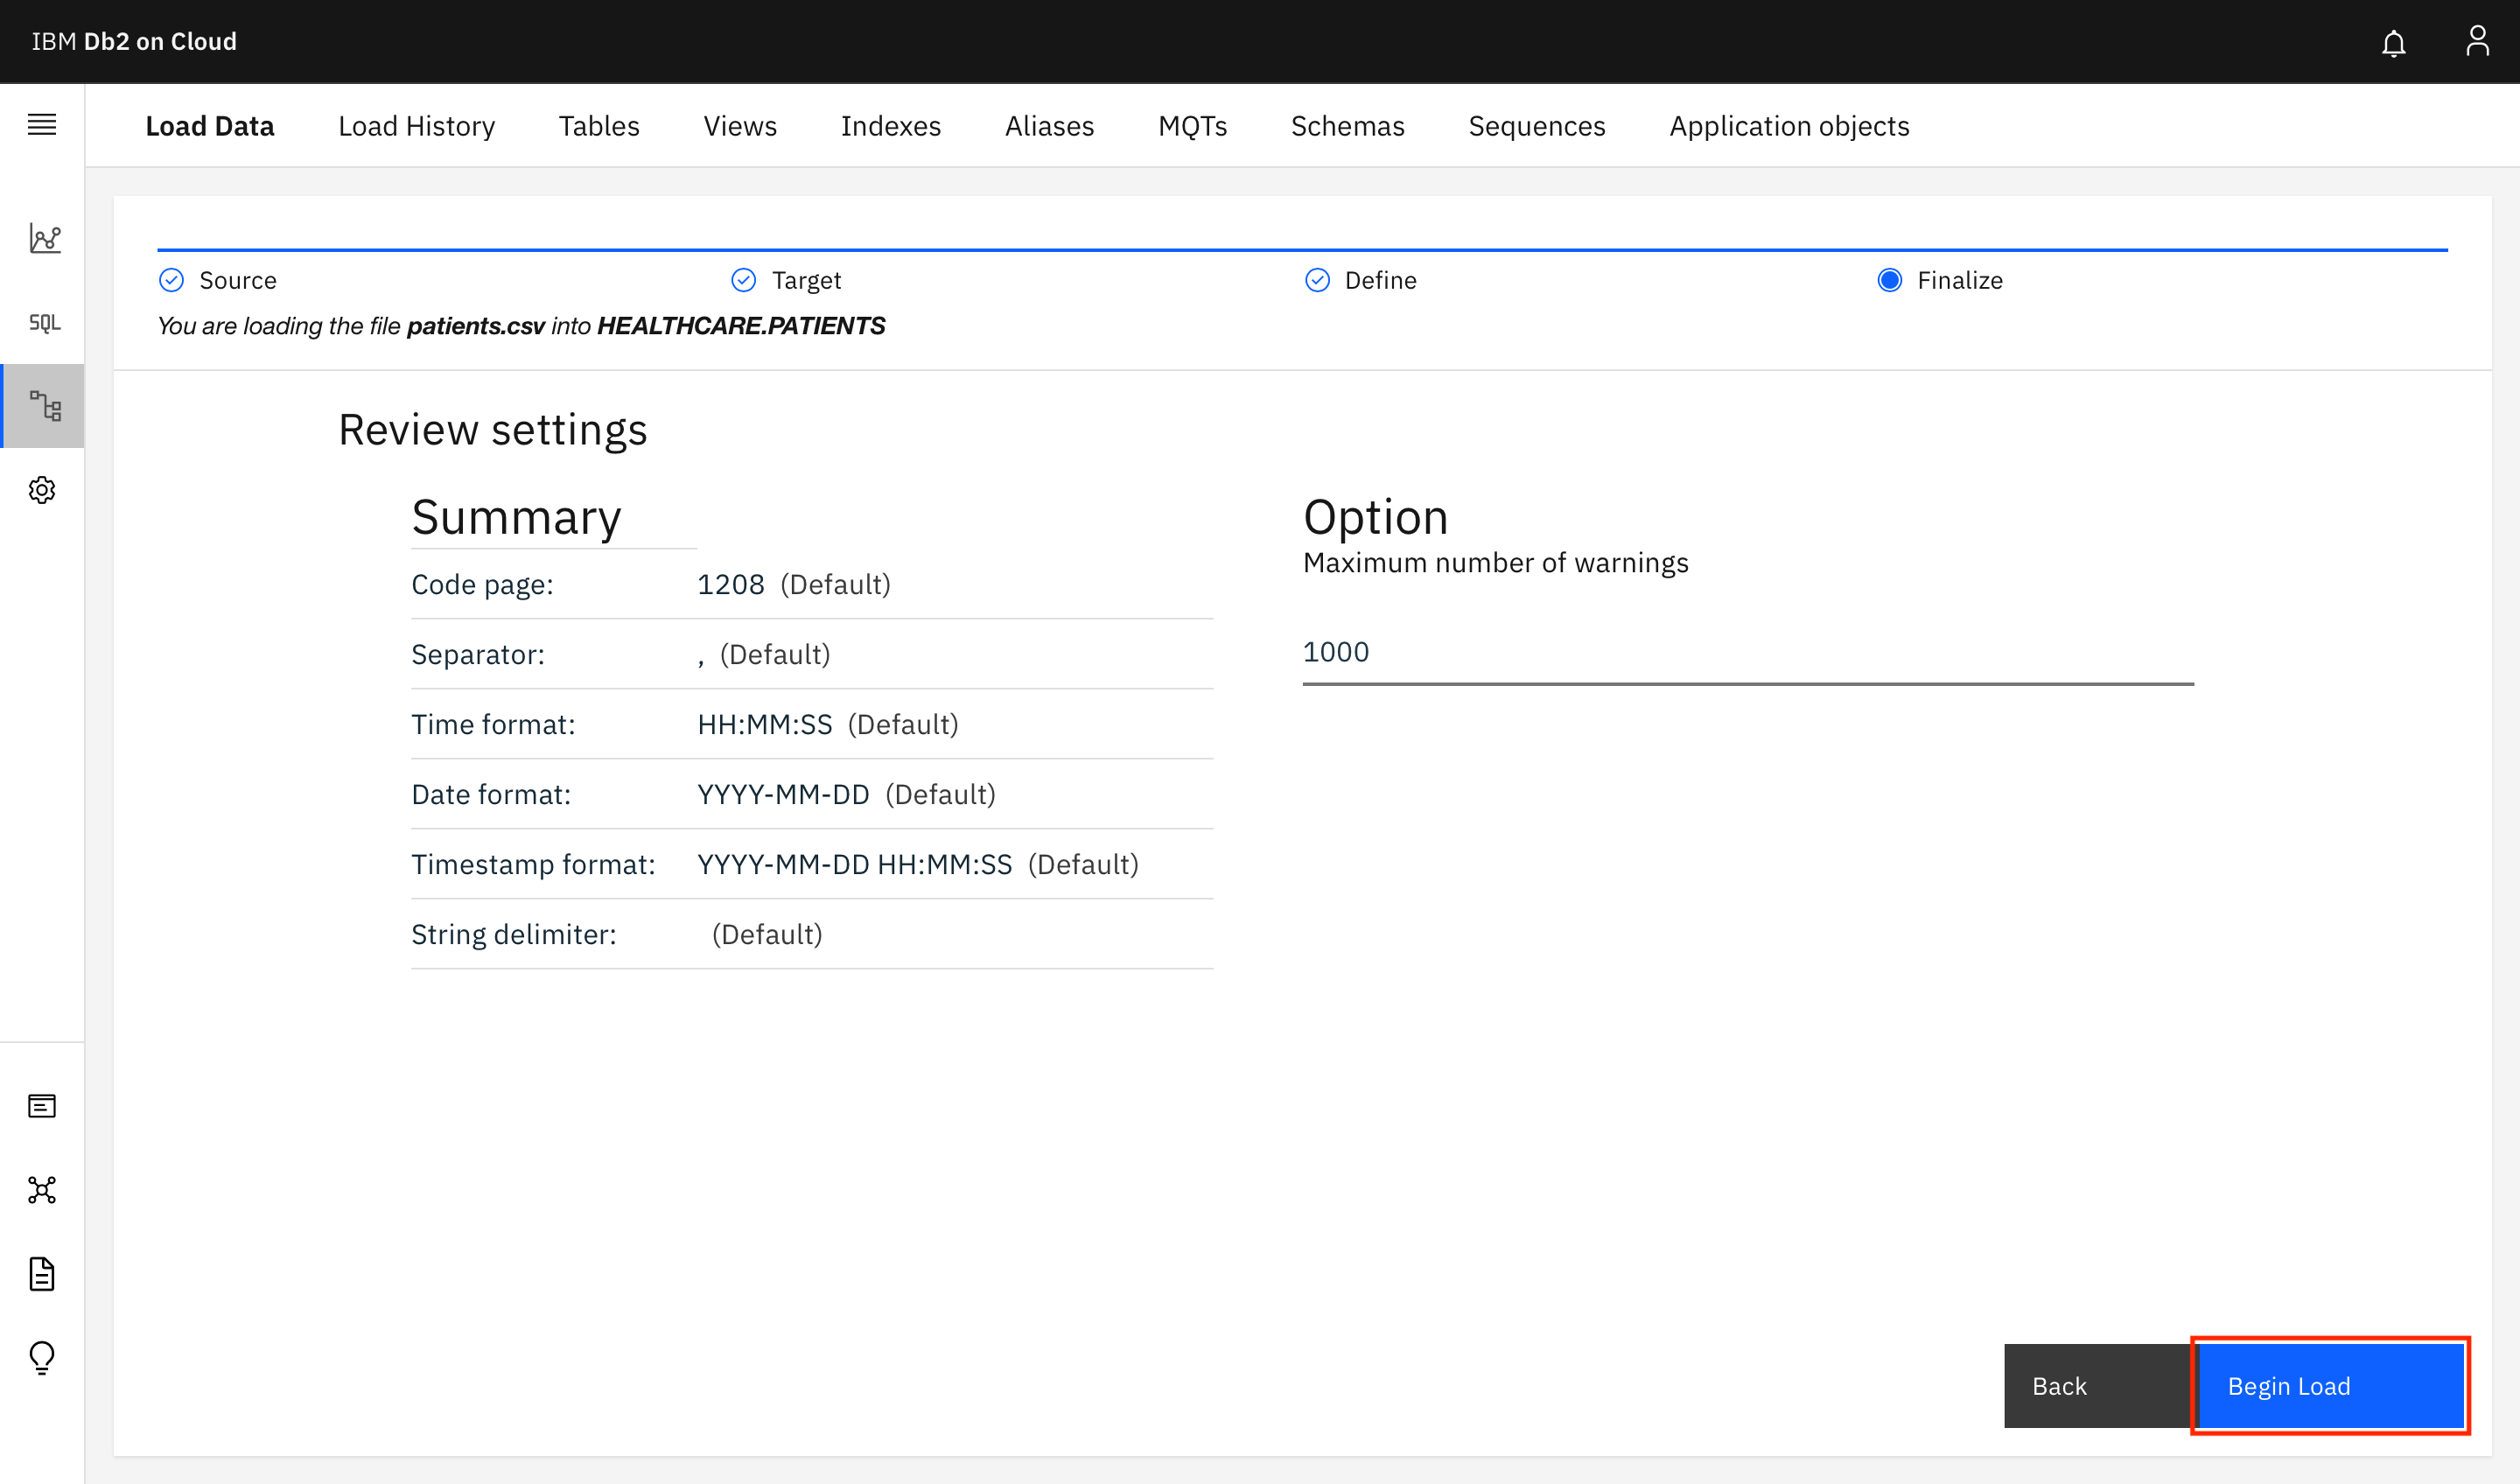 IBM Db2 on Cloud
Load Data Load History Tables Views Indexes Aliases MQTs Schemas Sequences Application objects
Source Target Define Finalize
You are loading the file patients.csv into HEALTHCARE.PATIENTS
SQL
Review settings
Summary
Code page: 1208 (Default)
Separator: , (Default)
Time format: HH:MM:SS (Default)
Date format: YYYY-MM-DD (Default)
Timestamp format: YYYY-MM-DD HH:MM:SS (Default)
String delimiter: (Default)
Option
Maximum number of warnings
1000
Back Begin Load